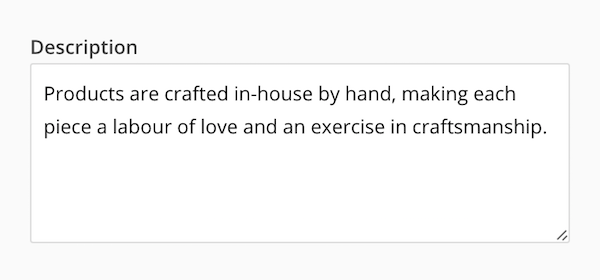 Description
Products are crafted in-house by hand, making each
piece a labour of love and an exercise in craftsmanship.